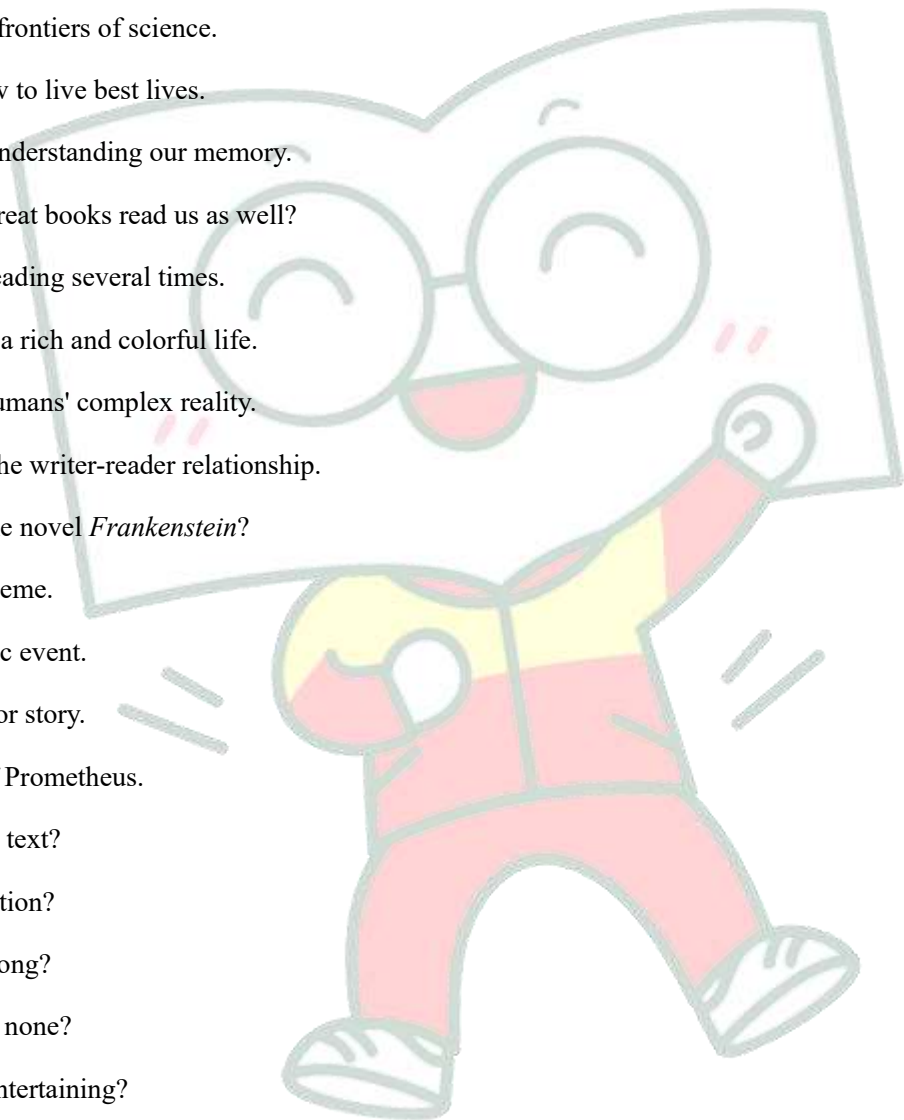 frontiers of science.
to live best lives.
nderstanding our memory.
reat books read us as well?
eading several times.
a rich and colorful life.
umans' complex reality.
he writer-reader relationship.
e novel Frankenstein?
eme.
c event.
or story.
Prometheus.
text?
tion?
ong?
none?
ntertaining?